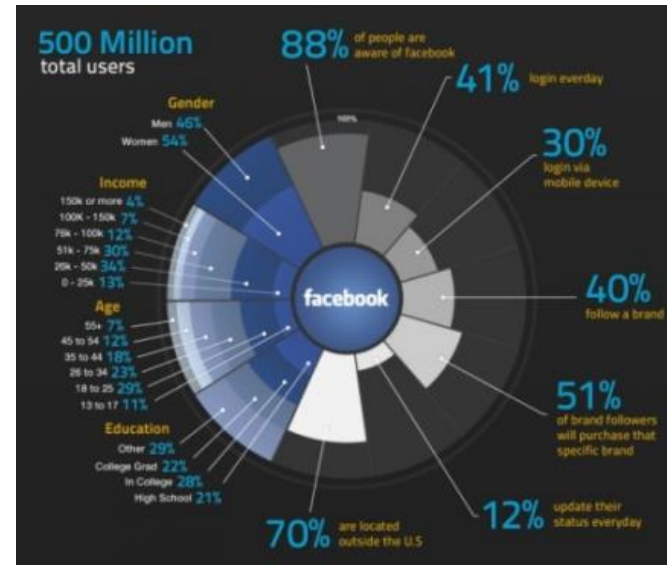 500 Million
total users
88% of people are
aware of facebook
41% login everday
30%
login via
mobile device
40%
follow a brand
51%
of brand followers
will purchase that
specific brand
12% update their
status everyday
70% are located
outside the U.S
100%
facebook
Gender
Men 46%
Women 54%
Income
150k or more 4%
100K - 150k 7%
76k - 100k 12%
51k - 75k 30%
26k - 50k 34%
0 - 25k 13%
Age
55+ 7%
45 to 54 12%
35 to 44 18%
26 to 34 23%
18 to 25 29%
13 to 17 11%
Education
Other 29%
College Grad 22%
In College 28%
High School 21%